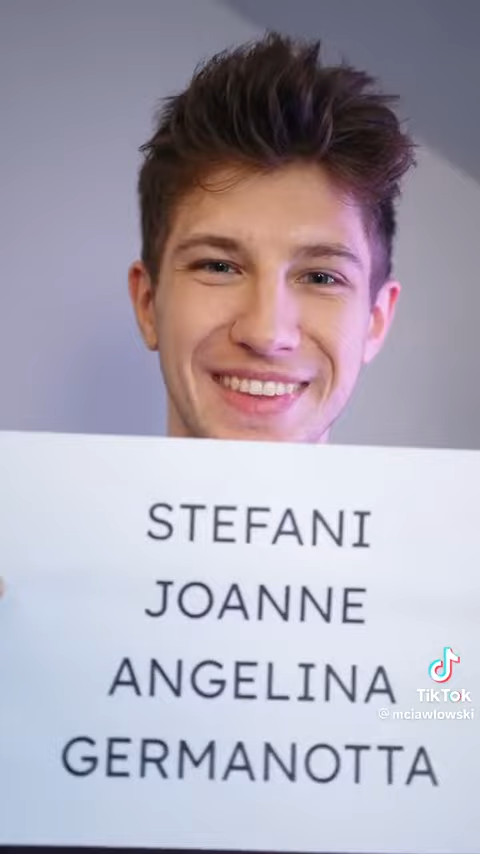 STEFANI
JOANNE
ANGELINA
GERMANOTTA
TikTok
@mciawlowski